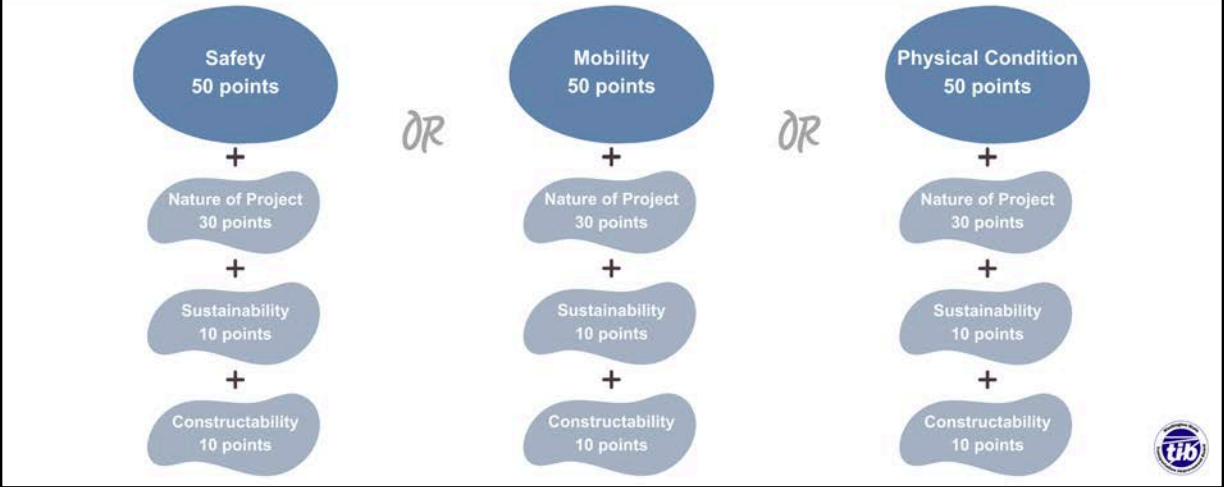 Safety
50 points
+
Nature of Project
30 points
+
Sustainability
10 points
+
Constructability
10 points
OR
Mobility
50 points
+
Nature of Project
30 points
+
Sustainability
10 points
+
Constructability
10 points
OR
Physical Condition
50 points
+
Nature of Project
30 points
+
Sustainability
10 points
+
Constructability
10 points
tib